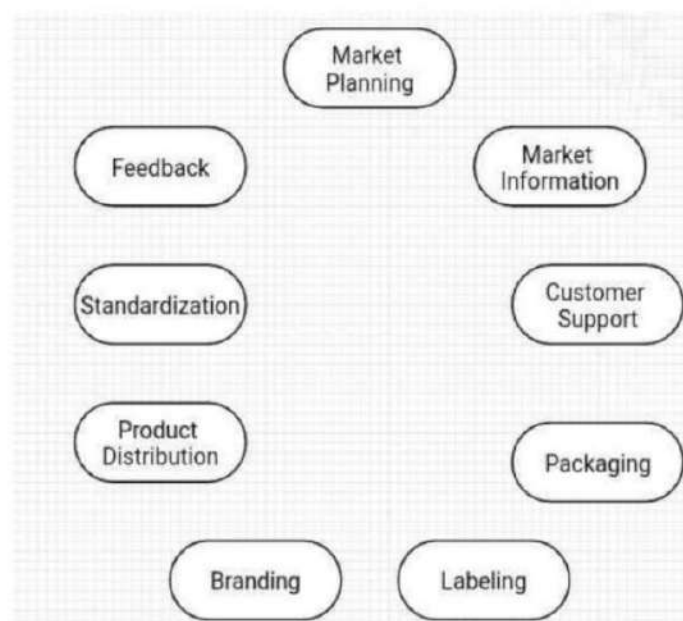 Market
Planning
Feedback
Market
Information
Standardization
Customer
Support
Product
Distribution
Packaging
Branding
Labeling